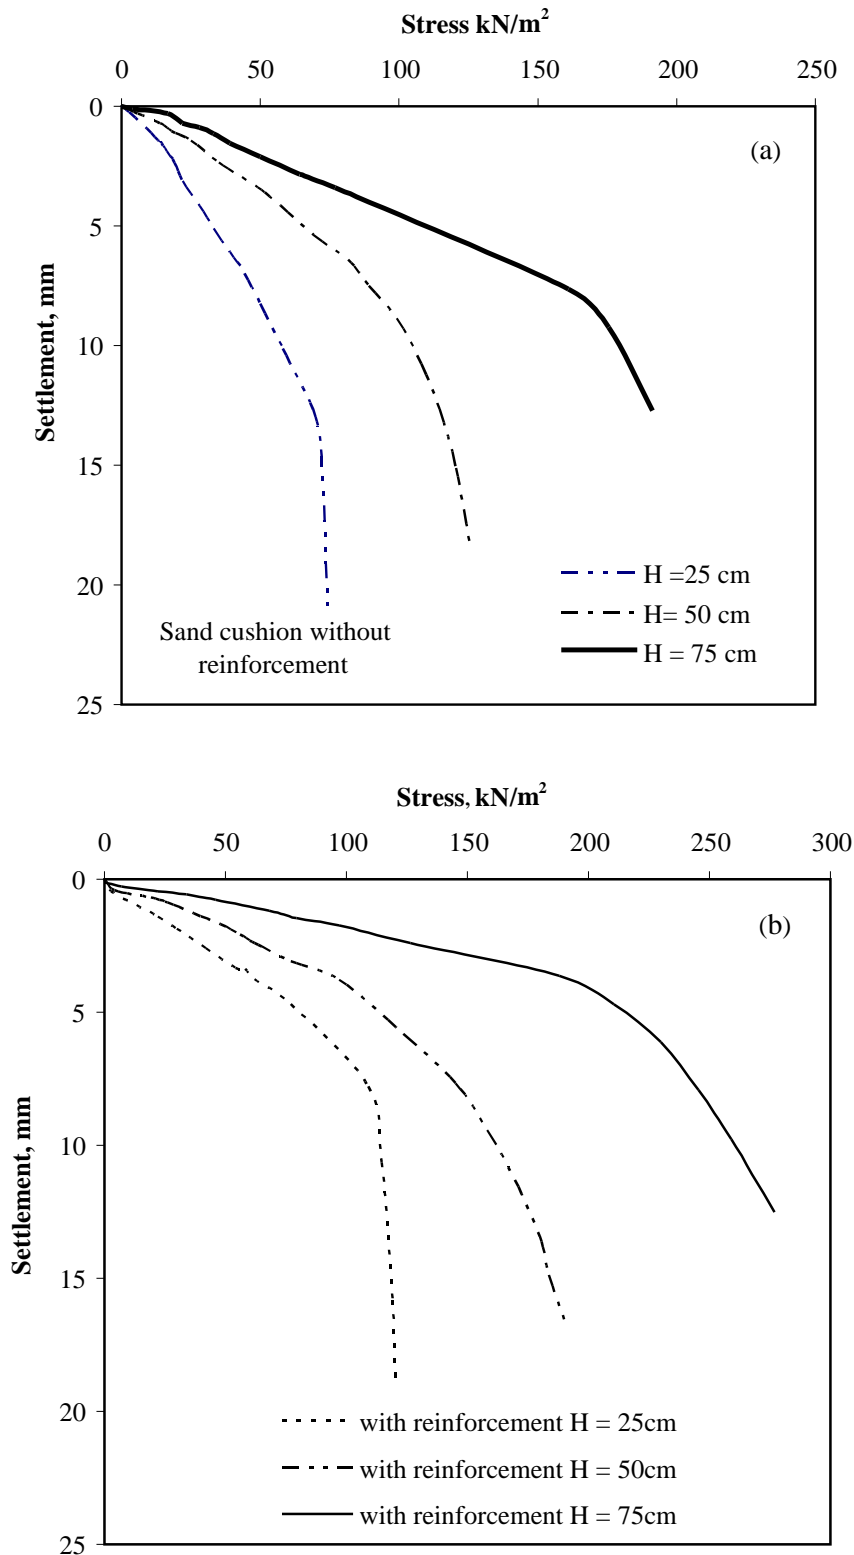 Stress kN/m²
0 50 100 150 200 250
0
(a)
5
Settlement, mm
10
15
H =25 cm
20
H= 50 cm
Sand cushion without
reinforcement
H = 75 cm
25
Stress, kN/m²
0 50 100 150 200 250 300
0
(b)
5
Settlement, mm
10
15
20
with reinforcement H = 25cm
with reinforcement H = 50cm
with reinforcement H = 75cm
25